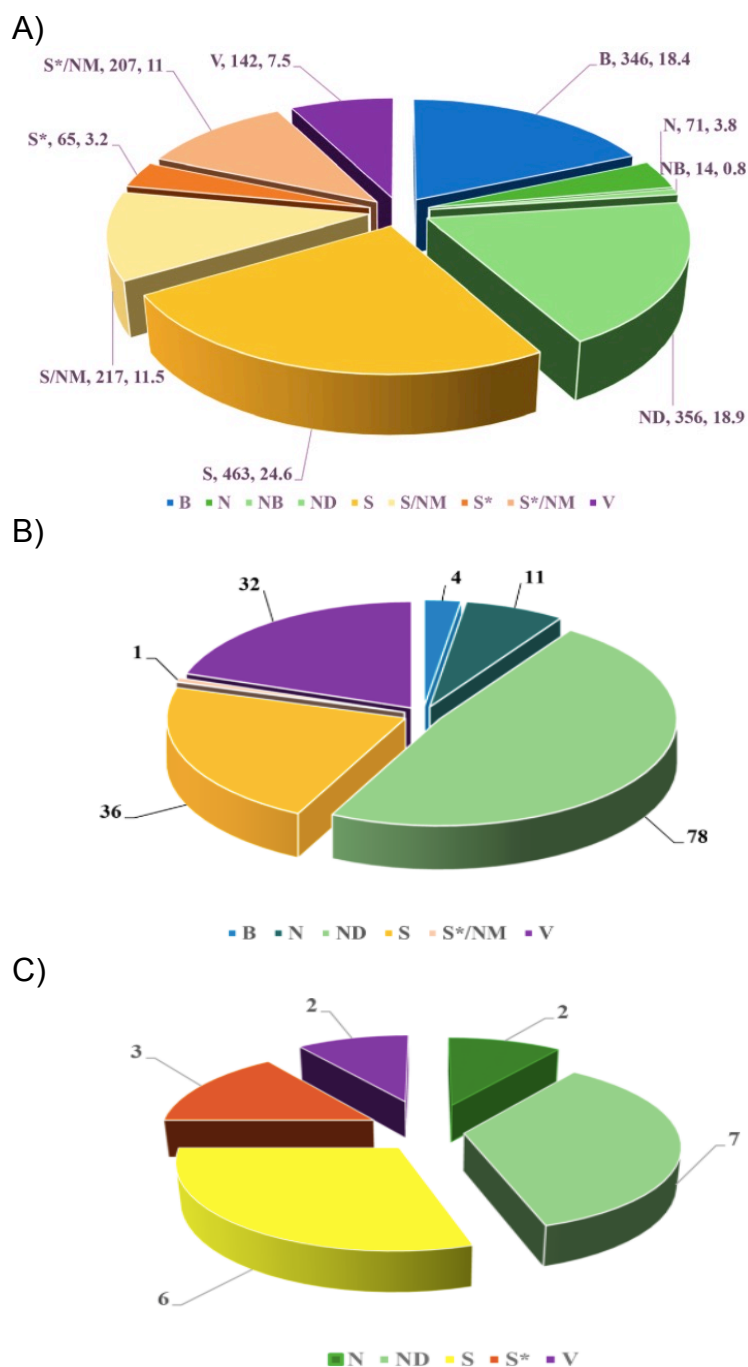 A)
S*/NM, 207, 11
V, 142, 7.5
B, 346, 18.4
S*, 65, 3.2
N, 71, 3.8
NB, 14, 0.8
S/NM, 217, 11.5
ND, 356, 18.9
S, 463, 24.6
B N NB ND S S/NM S* S*/NM V
B)
32
4
11
1
36
78
B N ND S S*/NM V
C)
2
2
3
7
6
N ND S S* V